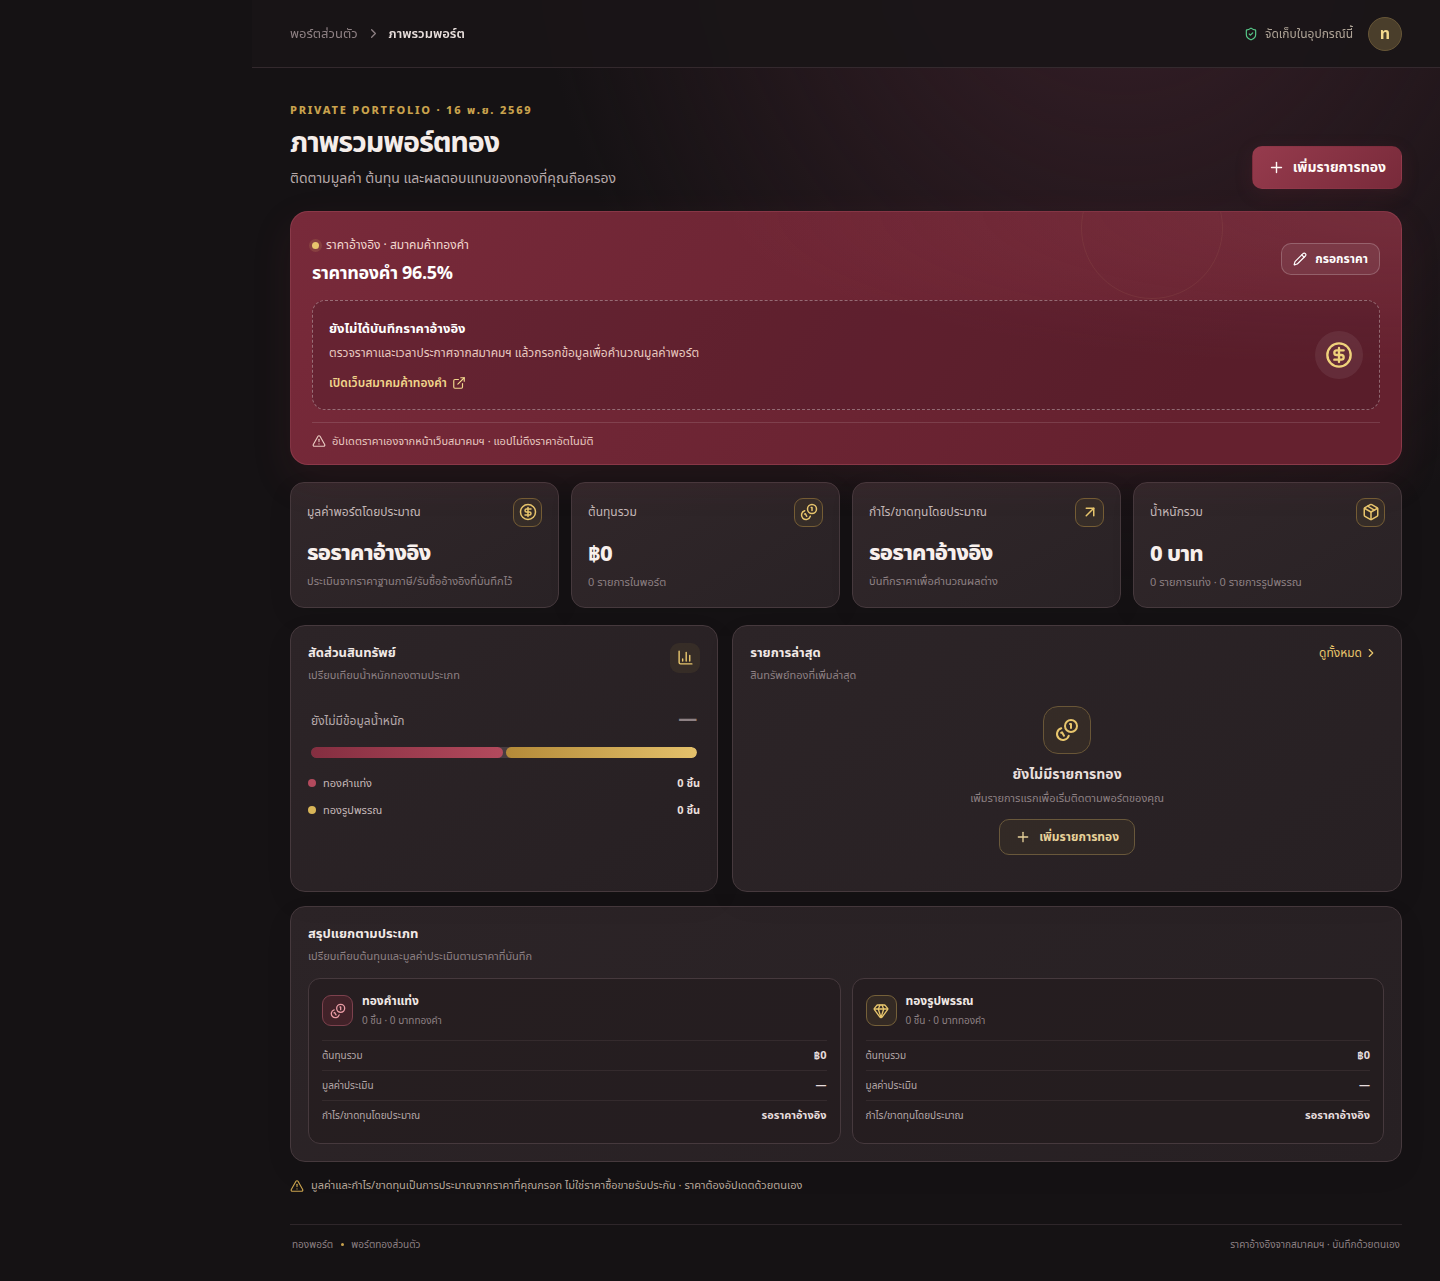 พอร์ตส่วนตัว > ภาพรวมพอร์ต
จัดเก็บในอุปกรณ์นี้
ท
PRIVATE PORTFOLIO · 16 พ.ย. 2569
ภาพรวมพอร์ตทอง
ติดตามมูลค่า ต้นทุน และผลตอบแทนของทองที่คุณถือครอง
เพิ่มรายการทอง
ราคาอ้างอิง · สมาคมค้าทองคำ
ราคาทองคำ 96.5%
กรอกราคา
ยังไม่ได้บันทึกราคาอ้างอิง
ตรวจราคาและเวลาประกาศจากสมาคมฯ แล้วกรอกข้อมูลเพื่อคำนวณมูลค่าพอร์ต
เปิดเว็บสมาคมค้าทองคำ
อัปเดตราคาเองจากหน้าเว็บสมาคมฯ · แอปไม่ดึงราคาอัตโนมัติ
มูลค่าพอร์ตโดยประมาณ
รอราคาอ้างอิง
ประเมินจากราคาฐานภาษี/รับซื้ออ้างอิงที่บันทึกไว้
ต้นทุนรวม
฿0
0 รายการในพอร์ต
กำไร/ขาดทุนโดยประมาณ
รอราคาอ้างอิง
บันทึกราคาเพื่อคำนวณผลต่าง
น้ำหนักรวม
0 บาท
0 รายการแท่ง · 0 รายการรูปพรรณ
สัดส่วนสินทรัพย์
เปรียบเทียบน้ำหนักทองตามประเภท
ยังไม่มีข้อมูลน้ำหนัก —
ทองคำแท่ง 0 ชิ้น
ทองรูปพรรณ 0 ชิ้น
รายการล่าสุด
สินทรัพย์ทองที่เพิ่มล่าสุด
ดูทั้งหมด
ยังไม่มีรายการทอง
เพิ่มรายการแรกเพื่อเริ่มติดตามพอร์ตของคุณ
เพิ่มรายการทอง
สรุปแยกตามประเภท
เปรียบเทียบต้นทุนและมูลค่าประเมินตามราคาที่บันทึก
ทองคำแท่ง
0 ชิ้น · 0 บาททองคำ
ต้นทุนรวม ฿0
มูลค่าประเมิน —
กำไร/ขาดทุนโดยประมาณ รอราคาอ้างอิง
ทองรูปพรรณ
0 ชิ้น · 0 บาททองคำ
ต้นทุนรวม ฿0
มูลค่าประเมิน —
กำไร/ขาดทุนโดยประมาณ รอราคาอ้างอิง
มูลค่าและกำไร/ขาดทุนเป็นการประมาณจากราคาที่คุณกรอก ไม่ใช่ราคาซื้อขายรับประกัน · ราคาต้องอัปเดตด้วยตนเอง
ทองพอร์ต • พอร์ตทองส่วนตัว
ราคาอ้างอิงจากสมาคมฯ · บันทึกด้วยตนเอง